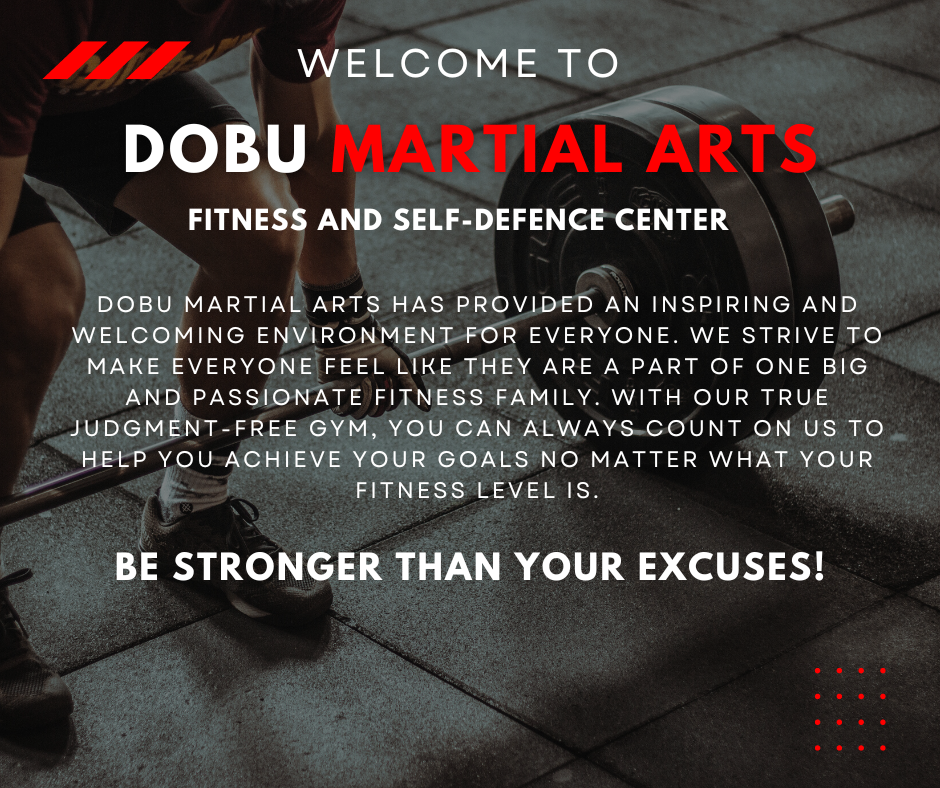 WELCOME TO
DOBU MARTIAL ARTS
FITNESS AND SELF-DEFENCE CENTER
DOBU MARTIAL ARTS HAS PROVIDED AN INSPIRING AND
WELCOMING ENVIRONMENT FOR EVERYONE. WE STRIVE TO
MAKE EVERYONE FEEL LIKE THEY ARE A PART OF ONE BIG
AND PASSIONATE FITNESS FAMILY. WITH OUR TRUE
JUDGMENT-FREE GYM, YOU CAN ALWAYS COUNT ON US TO
HELP YOU ACHIEVE YOUR GOALS NO MATTER WHAT YOUR
FITNESS LEVEL IS.
BE STRONGER THAN YOUR EXCUSES!